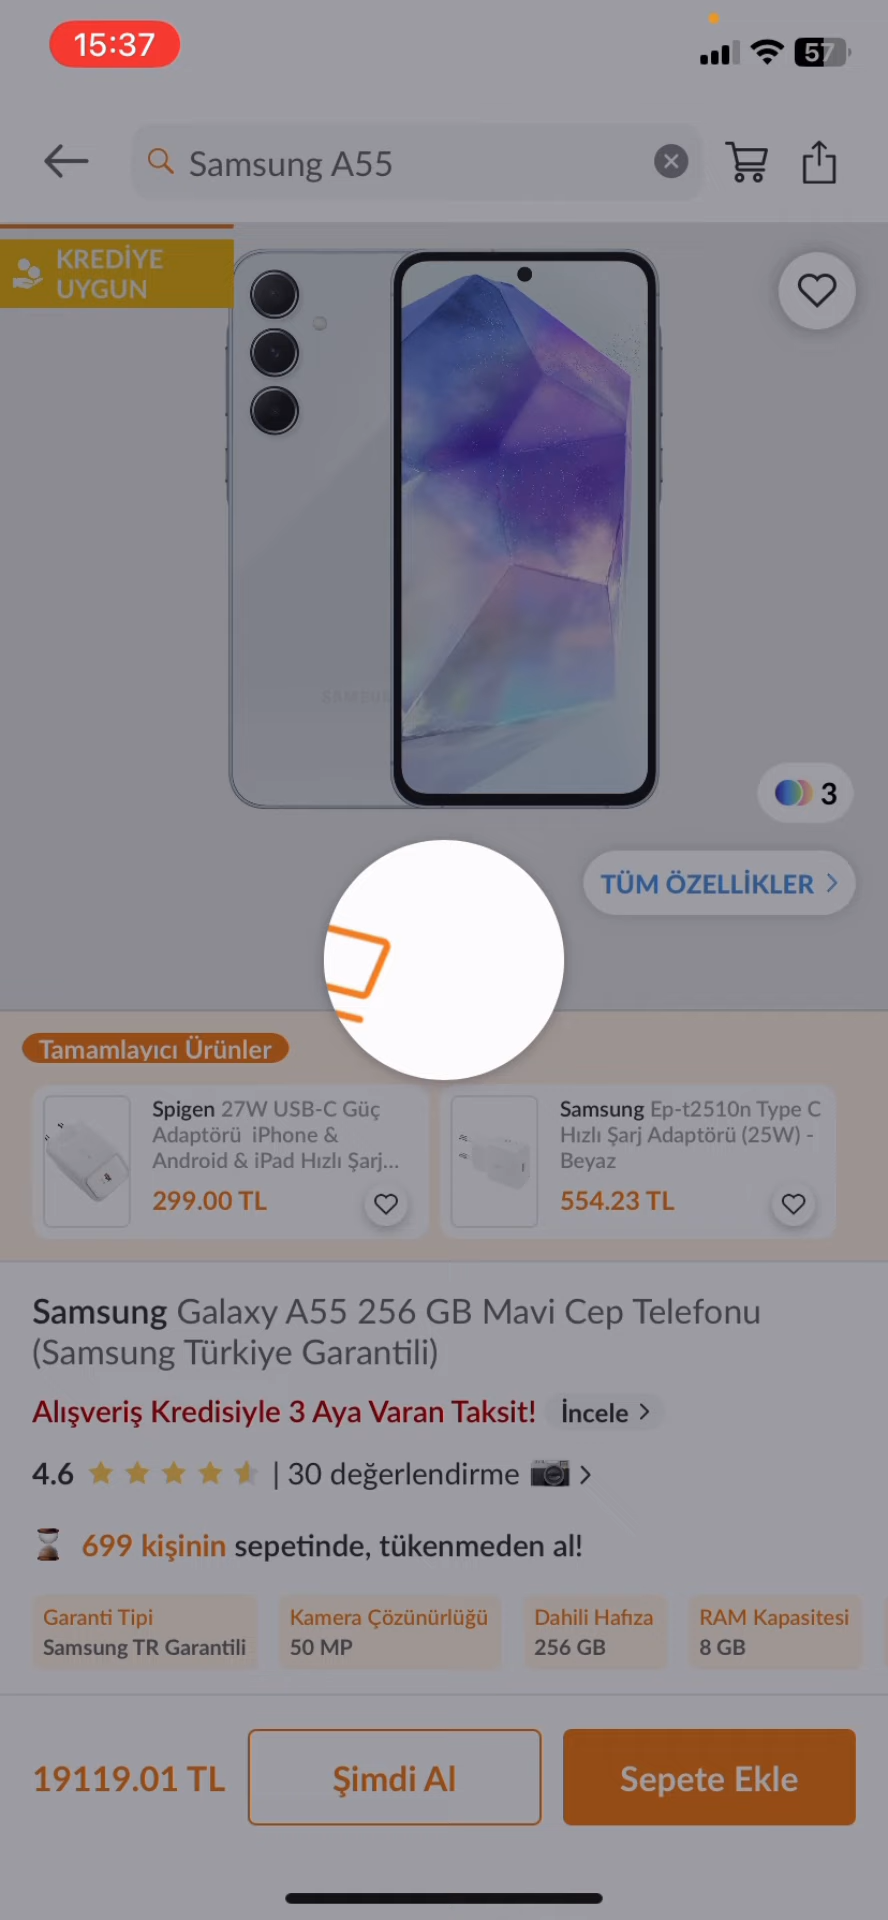 15:37
57
Samsung A55
KREDİYE
UYGUN
SAMSUNG
3
TÜM ÖZELLİKLER
Tamamlayıcı Ürünler
Spigen 27W USB-C Güç
Adaptörü iPhone &
Android & iPad Hızlı Şarj...
299.00 TL
Samsung Ep-t2510n Type C
Hızlı Şarj Adaptörü (25W) -
Beyaz
554.23 TL
Samsung Galaxy A55 256 GB Mavi Cep Telefonu
(Samsung Türkiye Garantili)
Alışveriş Kredisiyle 3 Aya Varan Taksit! İncele
4.6 | 30 değerlendirme
699 kişinin sepetinde, tükenmeden al!
Garanti Tipi
Samsung TR Garantili
Kamera Çözünürlüğü
50 MP
Dahili Hafıza
256 GB
RAM Kapasitesi
8 GB
19119.01 TL
Şimdi Al
Sepete Ekle